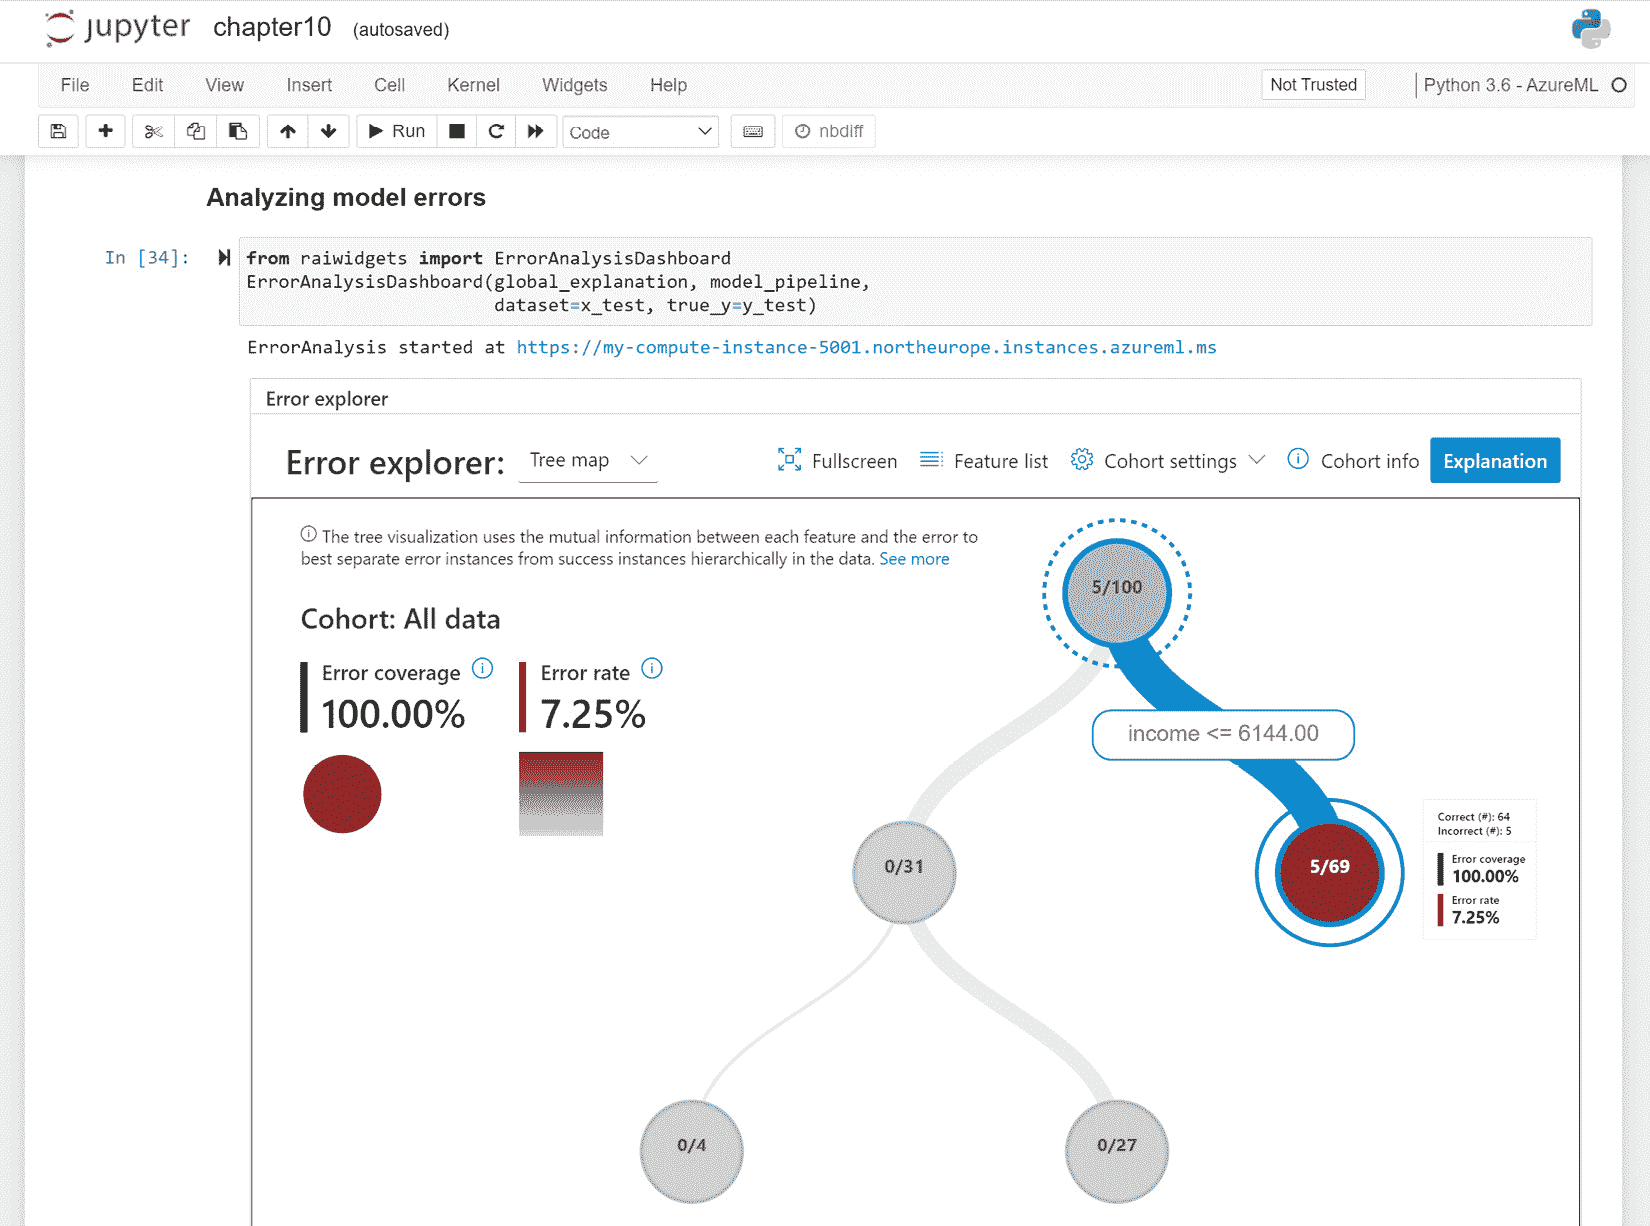 jupyter chapter10 (autosaved)
File Edit View Insert Cell Kernel Widgets Help Not Trusted Python 3.6 - AzureML
Run Code nbdiff
Analyzing model errors
In [34]: from raiwidgets import ErrorAnalysisDashboard
ErrorAnalysisDashboard(global_explanation, model_pipeline,
dataset=x_test, true_y=y_test)
ErrorAnalysis started at https://my-compute-instance-5001.northeurope.instances.azureml.ms
Error explorer
Error explorer: Tree map Fullscreen Feature list Cohort settings Cohort info Explanation
The tree visualization uses the mutual information between each feature and the error to
best separate error instances from success instances hierarchically in the data. See more
5/100
Cohort: All data
Error coverage Error rate
100.00% 7.25%
income <= 6144.00
0/31
5/69
Correct (#): 64
Incorrect (#): 5
Error coverage
100.00%
Error rate
7.25%
0/4
0/27